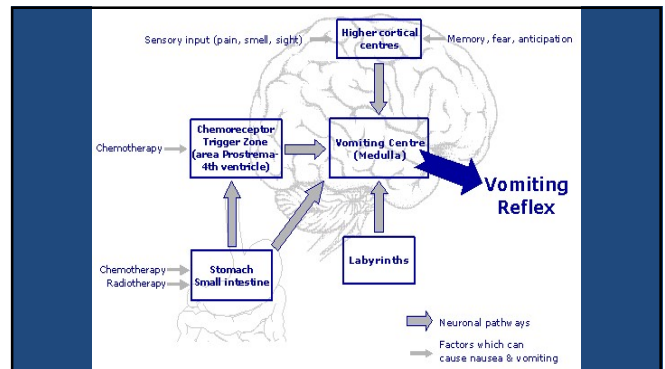 Sensory input (pain, smell, sight)
Higher cortical
centres
Memory, fear, anticipation
Chemotherapy
Chemoreceptor
Trigger Zone
(area Prostrema-
4th ventricle)
Vomiting Centre
(Medulla)
Vomiting
Reflex
Chemotherapy
Radiotherapy
Stomach
Small intestine
Labyrinths
Neuronal pathways
Factors which can
cause nausea & vomiting